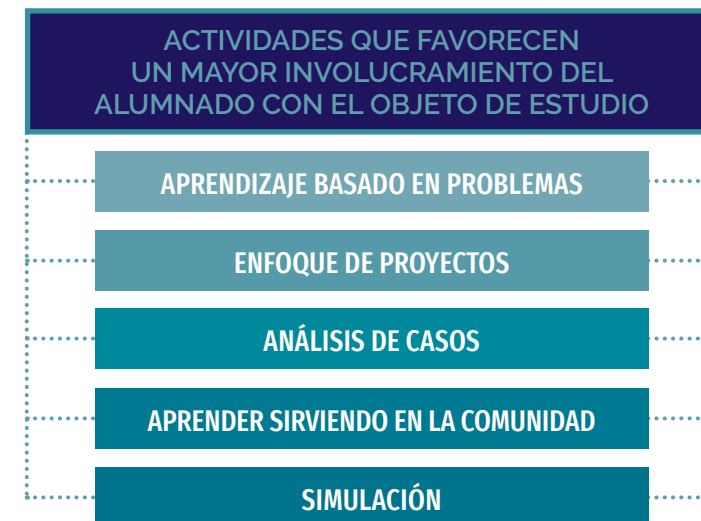 ACTIVIDADES QUE FAVORECEN
UN MAYOR INVOLUCRAMIENTO DEL
ALUMNADO CON EL OBJETO DE ESTUDIO
APRENDIZAJE BASADO EN PROBLEMAS
ENFOQUE DE PROYECTOS
ANÁLISIS DE CASOS
APRENDER SIRVIENDO EN LA COMUNIDAD
SIMULACIÓN